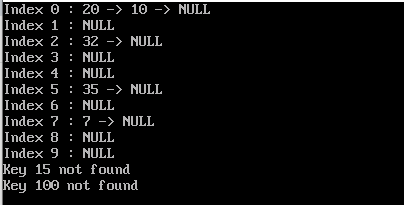 Index 0 : 20 -> 10 -> NULL
Index 1 : NULL
Index 2 : 32 -> NULL
Index 3 : NULL
Index 4 : NULL
Index 5 : 35 -> NULL
Index 6 : NULL
Index 7 : 7 -> NULL
Index 8 : NULL
Index 9 : NULL
Key 15 not found
Key 100 not found